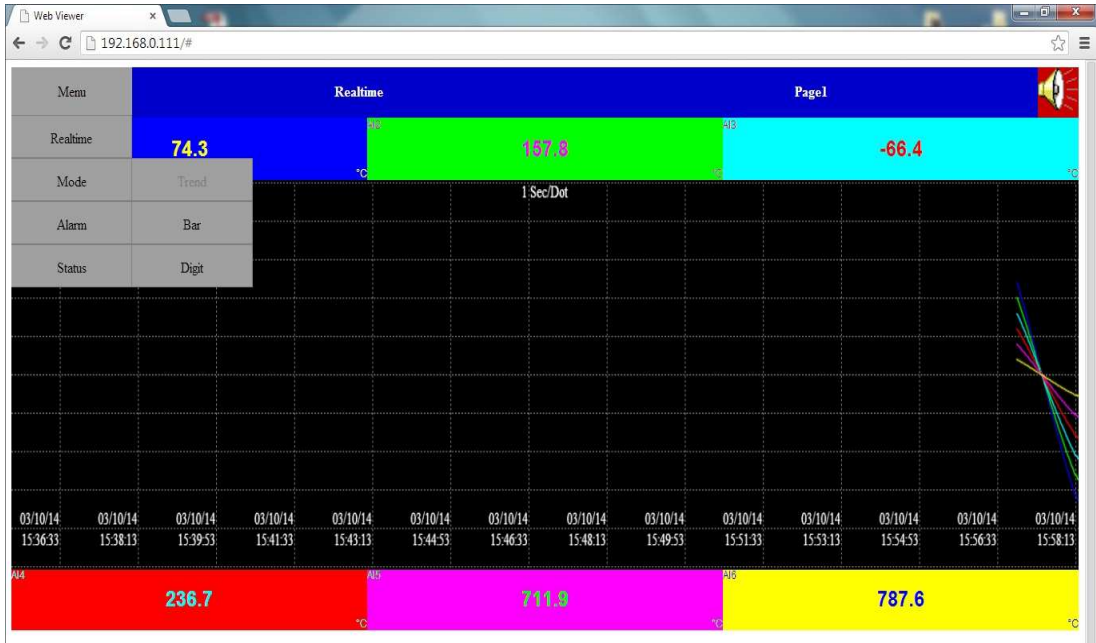 Web Viewer
192.168.0.111/#
Menu Realtime Page1
Realtime
74.3 °C
AI2 157.8 °C
AI3 -66.4 °C
Mode Trend
Alarm Bar
Status Digit
1 Sec/Dot
03/10/14 03/10/14 03/10/14 03/10/14 03/10/14 03/10/14 03/10/14 03/10/14 03/10/14 03/10/14 03/10/14 03/10/14 03/10/14 03/10/14
15:36:33 15:38:13 15:39:53 15:41:33 15:43:13 15:44:53 15:46:33 15:48:13 15:49:53 15:51:33 15:53:13 15:54:53 15:56:33 15:58:13
AI4 236.7 °C
AI5 711.9 °C
AI6 787.6 °C